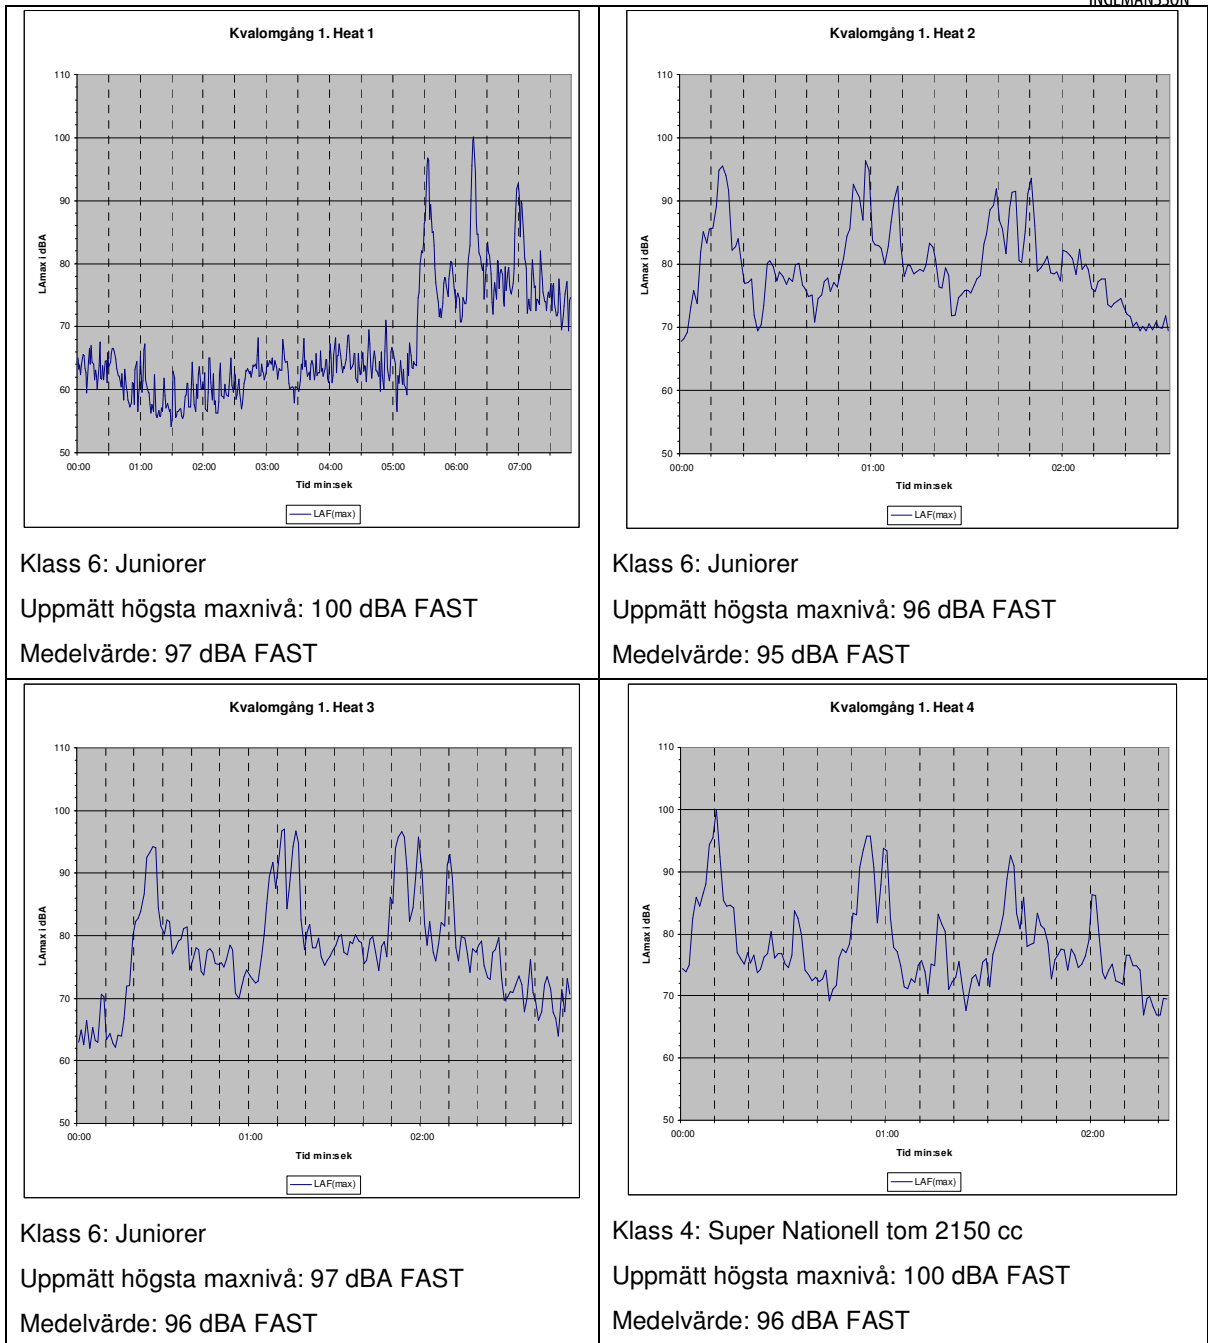 INGEMANSSON
Kvalomgång 1. Heat 1
110
100
90
80
70
60
50
LAmax i dBA
00:00 01:00 02:00 03:00 04:00 05:00 06:00 07:00
Tid min:sek
LAF(max)
Klass 6: Juniorer
Uppmätt högsta maxnivå: 100 dBA FAST
Medelvärde: 97 dBA FAST
Kvalomgång 1. Heat 2
110
100
90
80
70
60
50
LAmax i dBA
00:00 01:00 02:00
Tid min:sek
LAF(max)
Klass 6: Juniorer
Uppmätt högsta maxnivå: 96 dBA FAST
Medelvärde: 95 dBA FAST
Kvalomgång 1. Heat 3
110
100
90
80
70
60
50
LAmax i dBA
00:00 01:00 02:00
Tid min:sek
LAF(max)
Klass 6: Juniorer
Uppmätt högsta maxnivå: 97 dBA FAST
Medelvärde: 96 dBA FAST
Kvalomgång 1. Heat 4
110
100
90
80
70
60
50
LAmax i dBA
00:00 01:00 02:00
Tid min:sek
LAF(max)
Klass 4: Super Nationell tom 2150 cc
Uppmätt högsta maxnivå: 100 dBA FAST
Medelvärde: 96 dBA FAST